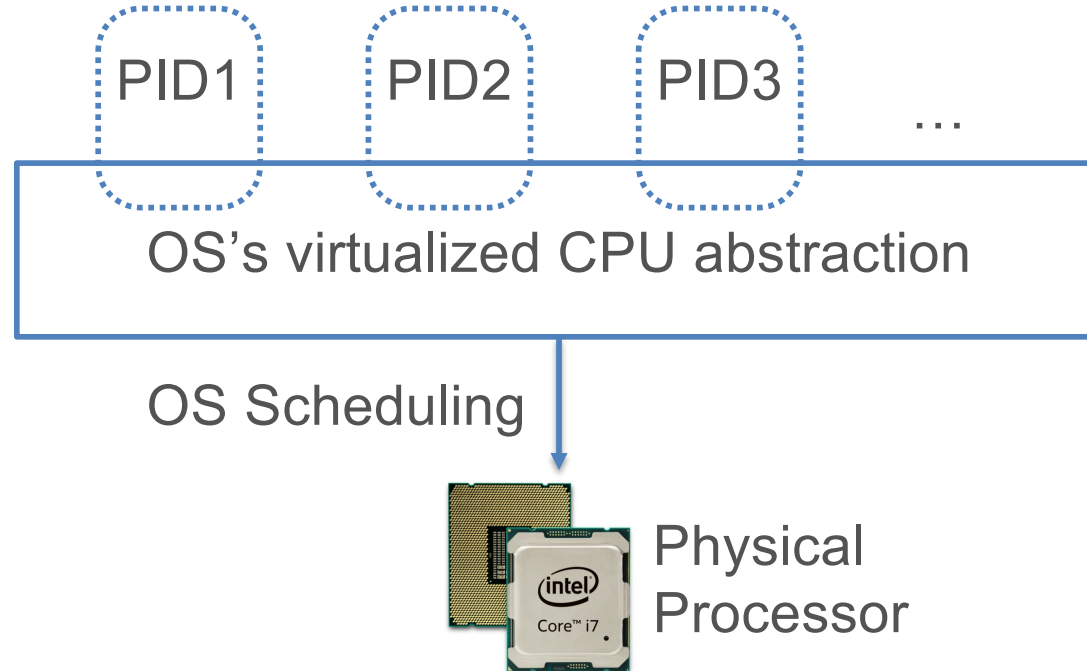 PID1 PID2 PID3 …
OS’s virtualized CPU abstraction
OS Scheduling
Physical
Processor
intel
Core™ i7